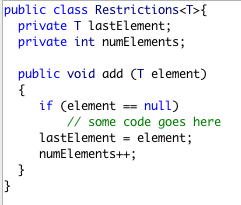 public class Restrictions<T>{
  private T lastElement;
  private int numElements;

  public void add (T element)
  {
     if (element == null)
         // some code goes here
     lastElement = element;
     numElements++;
  }
}